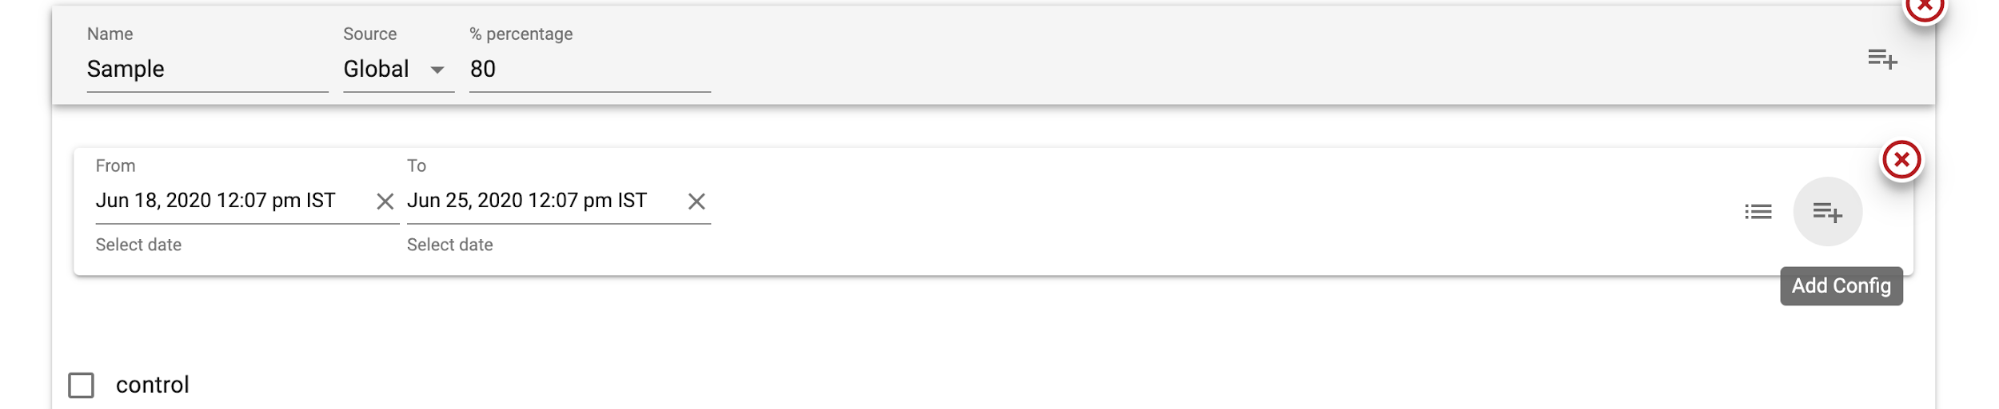 Name Source % percentage
Sample Global 80
From To
Jun 18, 2020 12:07 pm IST Jun 25, 2020 12:07 pm IST
Select date Select date
Add Config
control